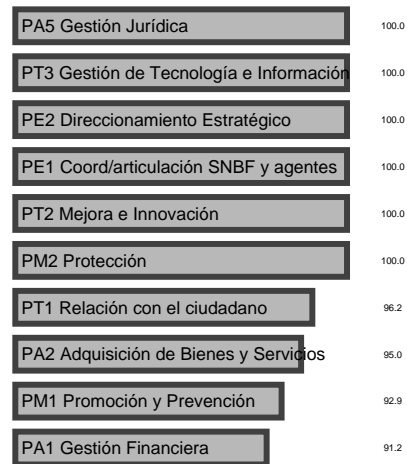 PA5 Gestión Jurídica 100.0
PT3 Gestión de Tecnología e Información 100.0
PE2 Direccionamiento Estratégico 100.0
PE1 Coord/articulación SNBF y agentes 100.0
PT2 Mejora e Innovación 100.0
PM2 Protección 100.0
PT1 Relación con el ciudadano 96.2
PA2 Adquisición de Bienes y Servicios 95.0
PM1 Promoción y Prevención 92.9
PA1 Gestión Financiera 91.2